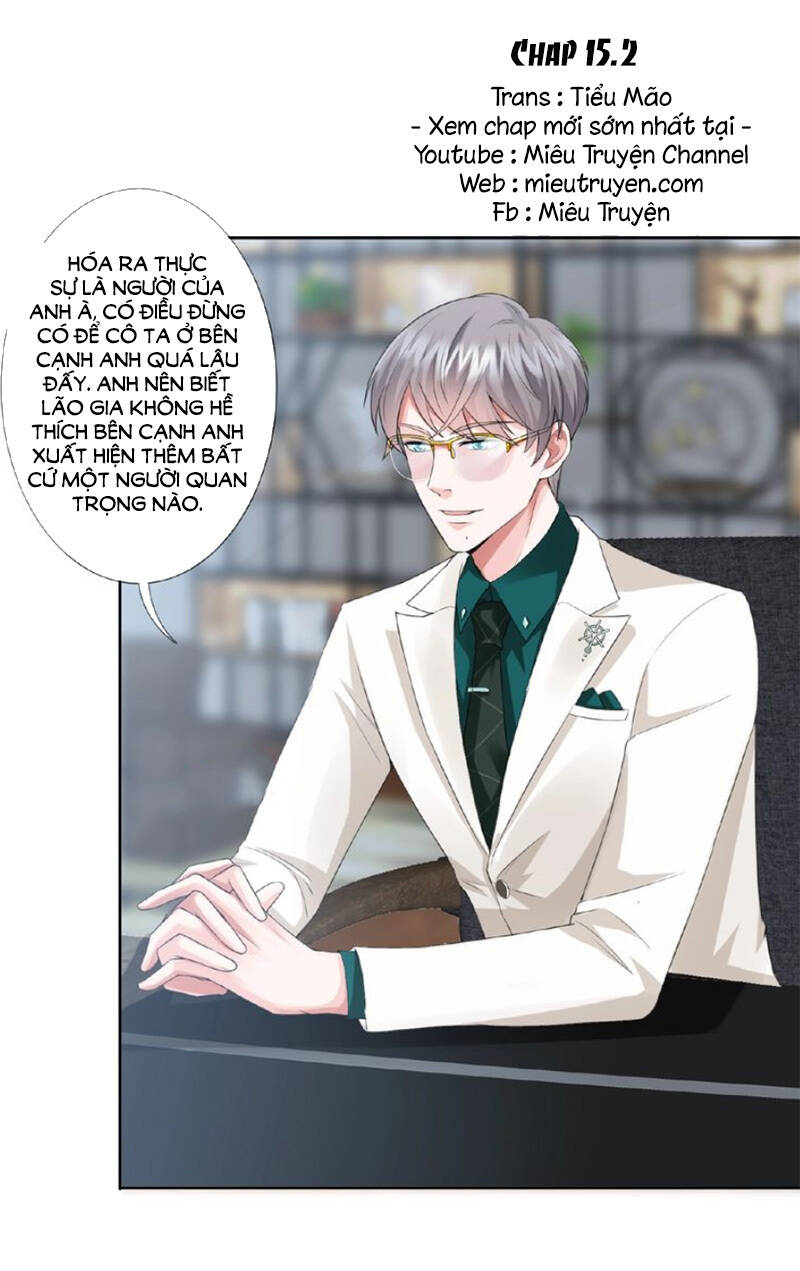 CHAP 15.2
Trans : Tiểu Mão
- Xem chap mới sớm nhất tại -
Youtube : Miêu Truyện Channel
Web : mieutruyen.com
Fb : Miêu Truyện
HÓA RA THỰC
SỰ LÀ NGƯỜI CỦA
ANH À, CÓ ĐIỀU ĐỪNG
CÓ ĐỂ CÔ TA Ở BÊN
CẠNH ANH QUÁ LÂU
ĐẤY. ANH NÊN BIẾT
LÃO GIA KHÔNG HỀ
THÍCH BÊN CẠNH ANH
XUẤT HIỆN THÊM BẤT
CỨ MỘT NGƯỜI QUAN
TRỌNG NÀO.